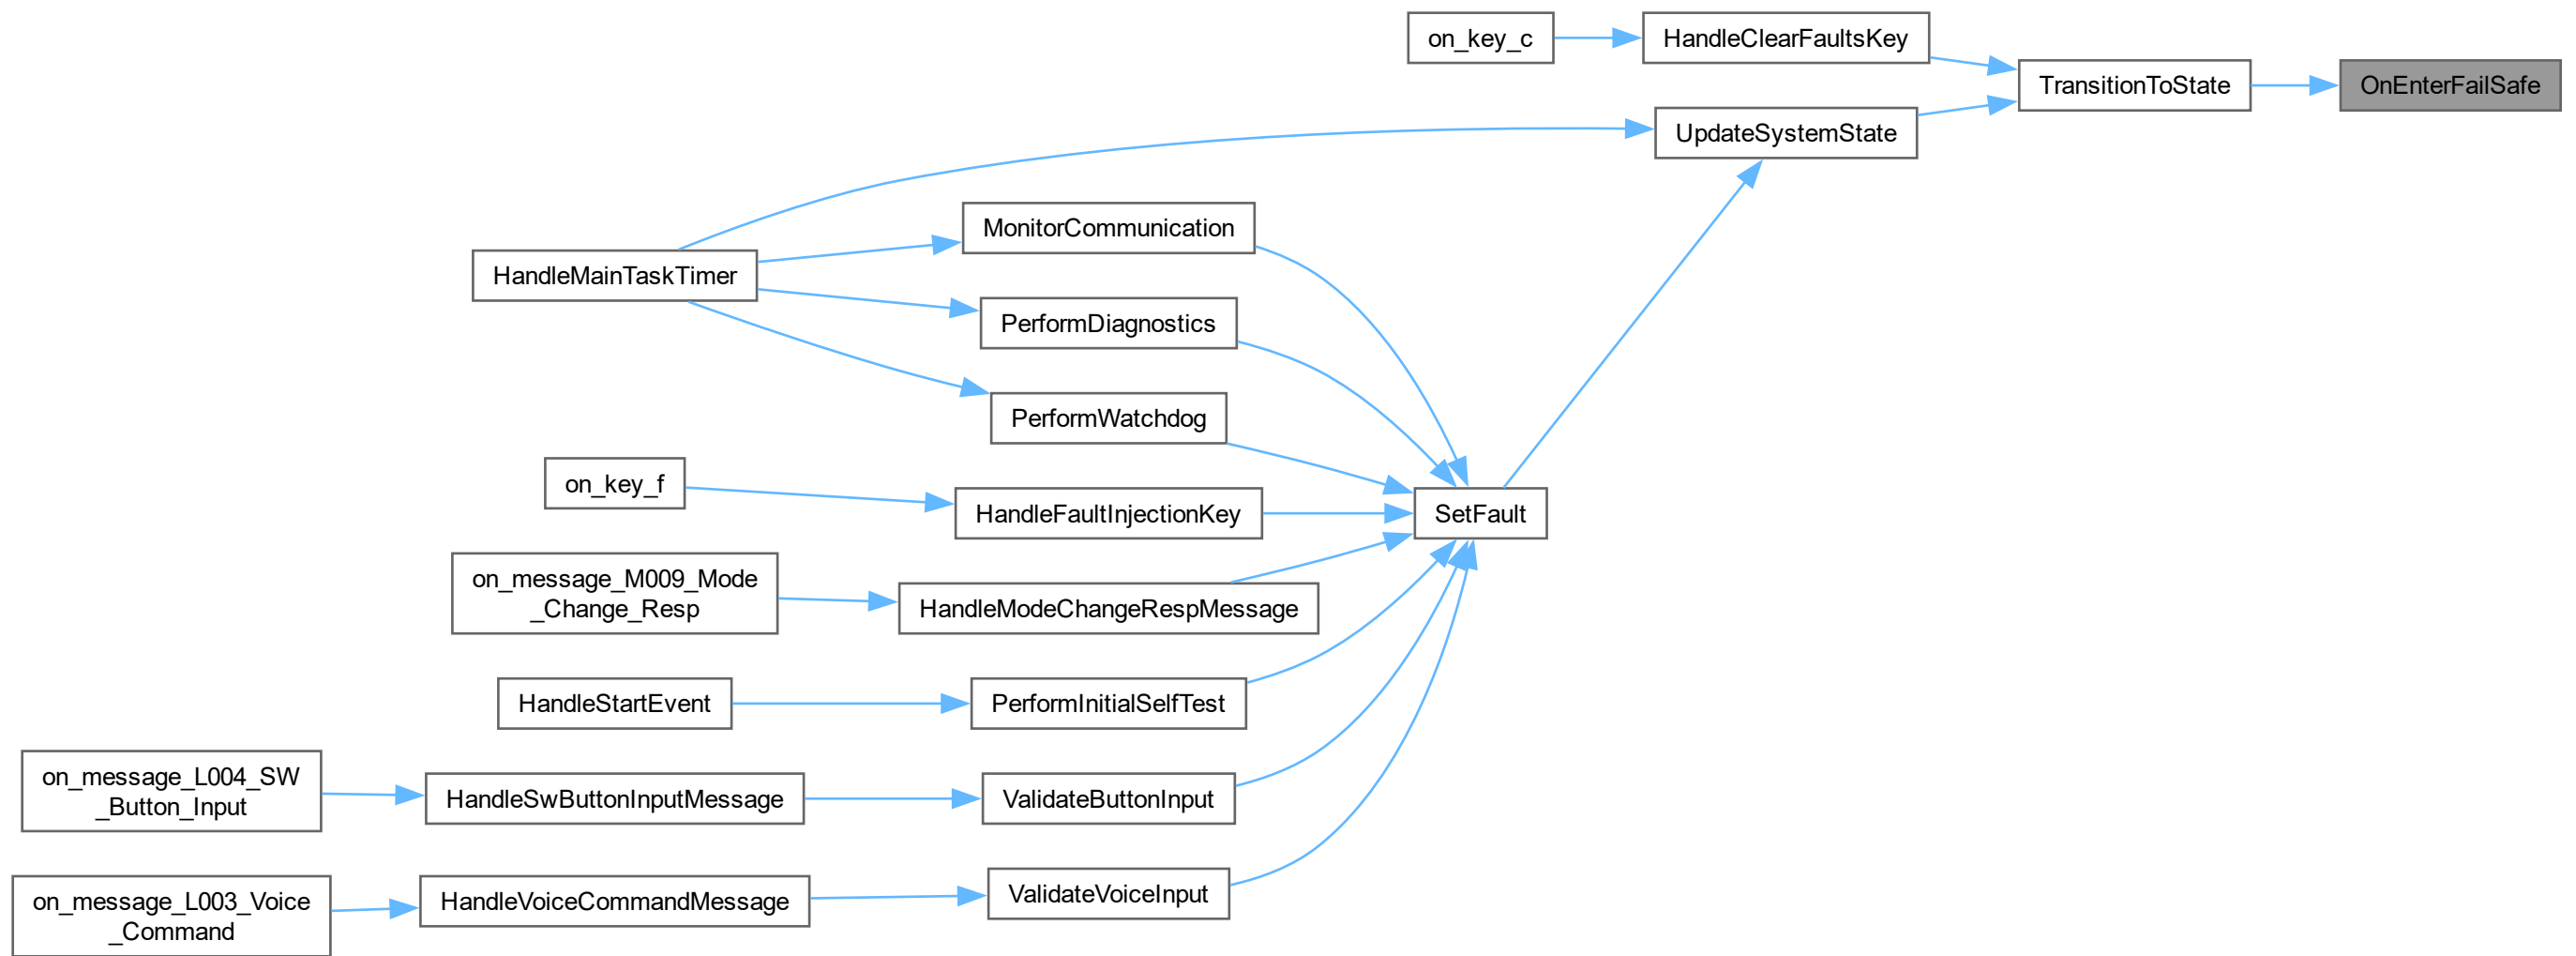 on_key_c
HandleClearFaultsKey
TransitionToState
OnEnterFailSafe
UpdateSystemState
MonitorCommunication
HandleMainTaskTimer
PerformDiagnostics
PerformWatchdog
on_key_f
HandleFaultInjectionKey
SetFault
on_message_M009_Mode
_Change_Resp
HandleModeChangeRespMessage
HandleStartEvent
PerformInitialSelfTest
on_message_L004_SW
_Button_Input
HandleSwButtonInputMessage
ValidateButtonInput
on_message_L003_Voice
_Command
HandleVoiceCommandMessage
ValidateVoiceInput